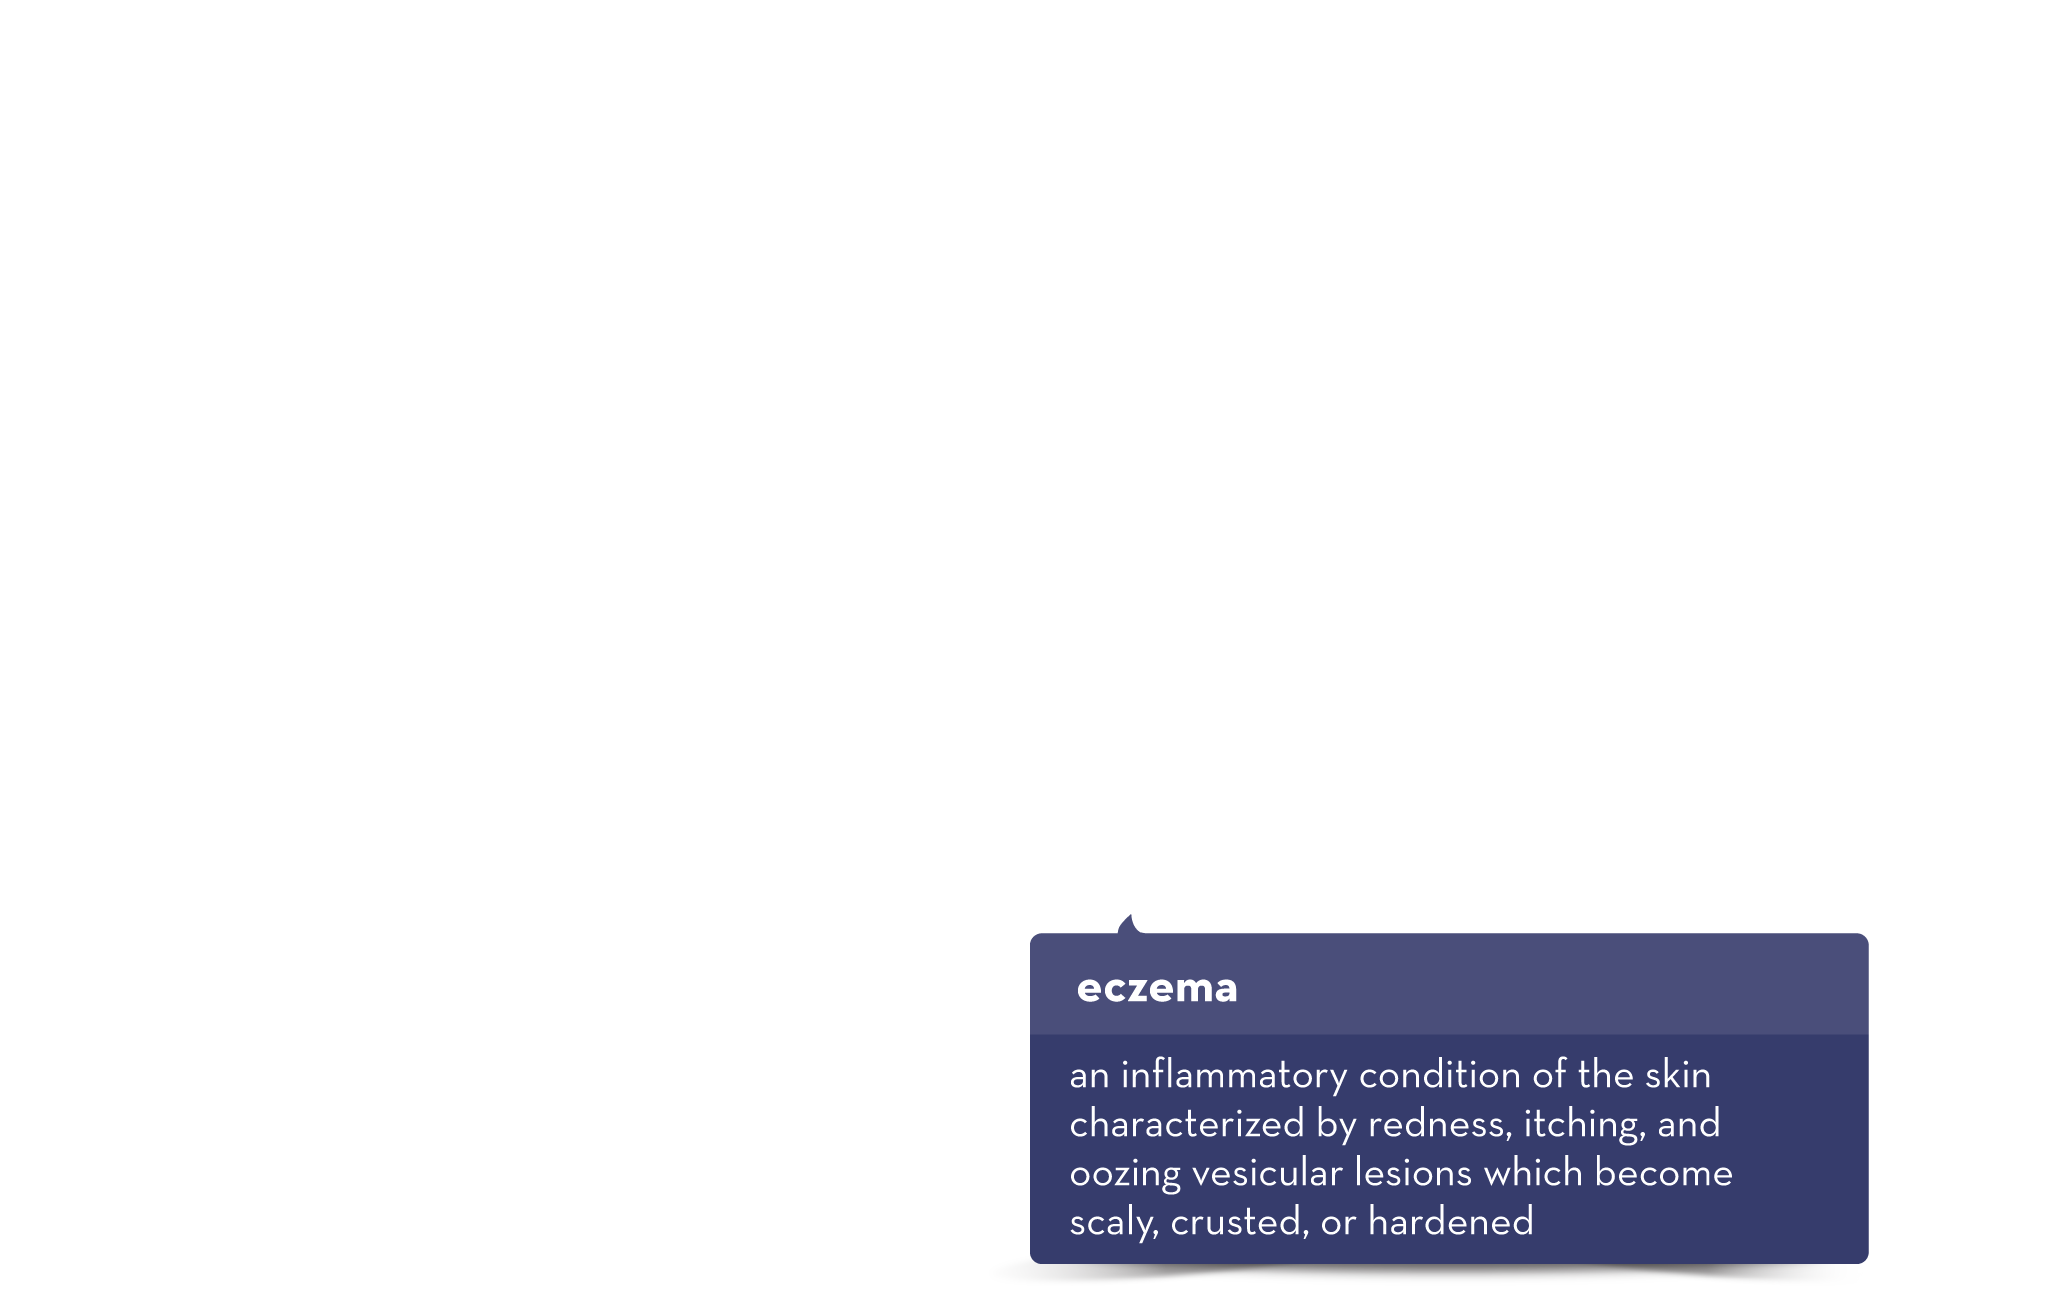 eczema
an inflammatory condition of the skin
characterized by redness, itching, and
oozing vesicular lesions which become
scaly, crusted, or hardened